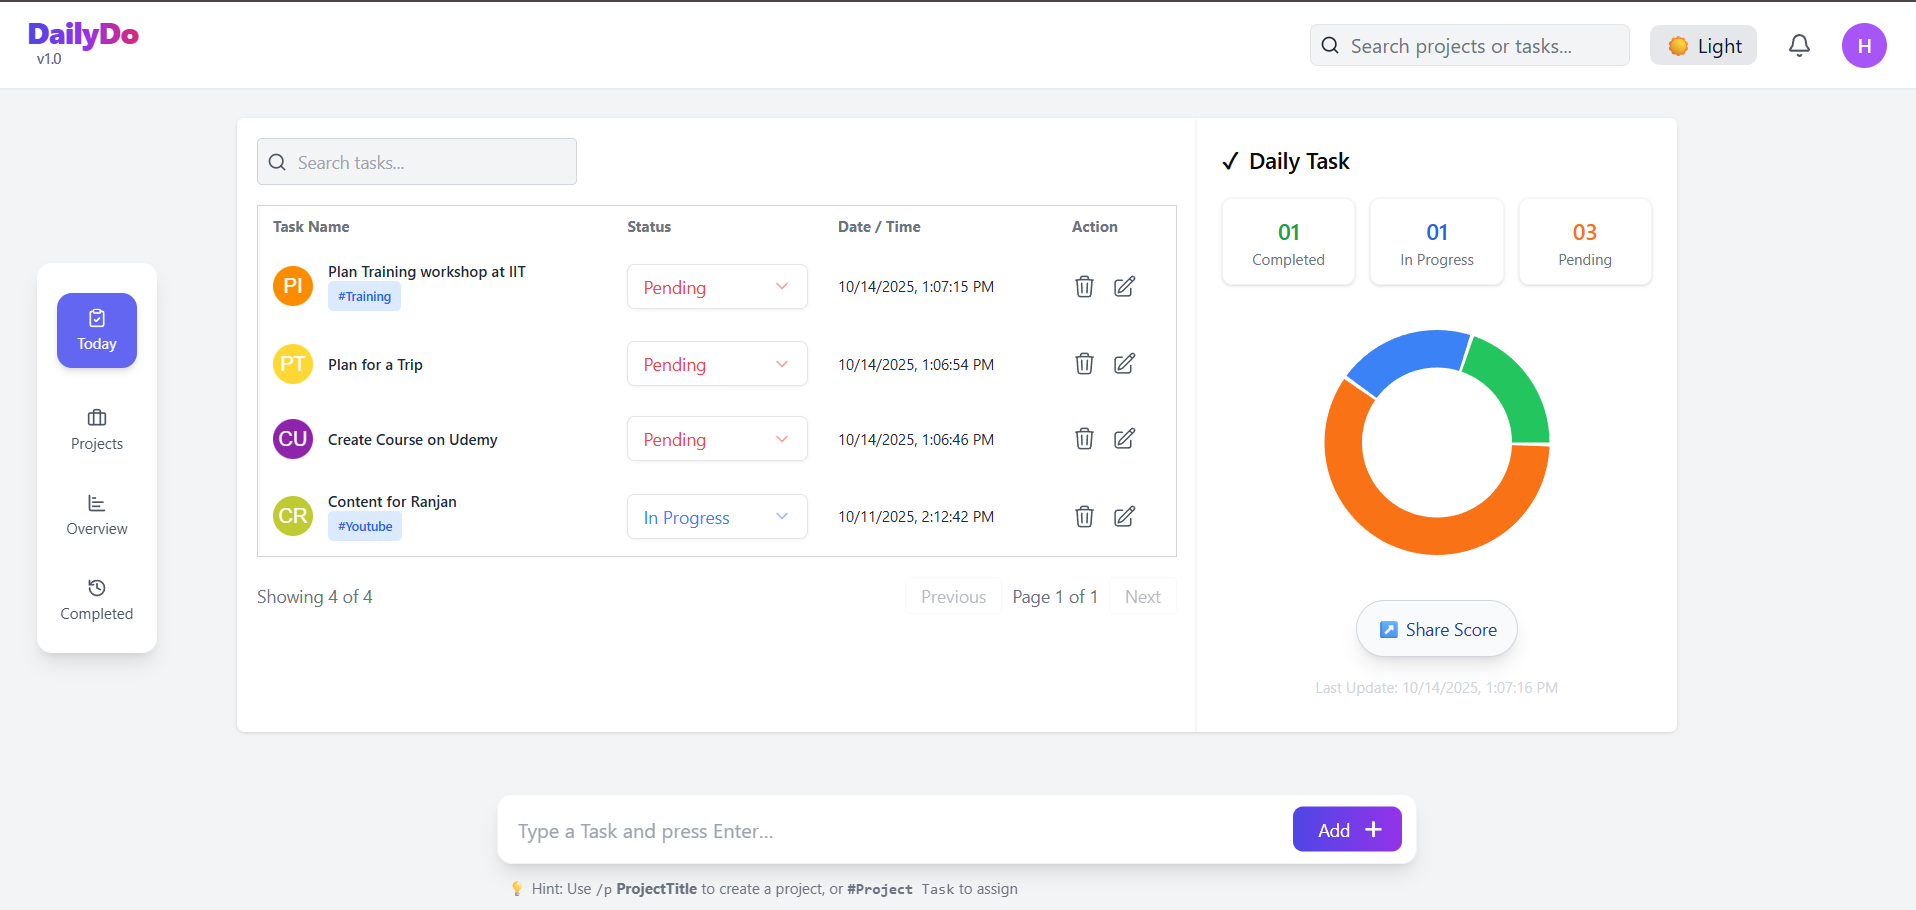 DailyDo
v1.0
Search projects or tasks...
Light
H
Today
Projects
Overview
Completed
Search tasks...
Task Name Status Date / Time Action
PI Plan Training workshop at IIT
#Training
Pending 10/14/2025, 1:07:15 PM
PT Plan for a Trip Pending 10/14/2025, 1:06:54 PM
CU Create Course on Udemy Pending 10/14/2025, 1:06:46 PM
CR Content for Ranjan
#Youtube
In Progress 10/11/2025, 2:12:42 PM
Showing 4 of 4
Previous Page 1 of 1 Next
✓ Daily Task
01 Completed
01 In Progress
03 Pending
Share Score
Last Update: 10/14/2025, 1:07:16 PM
Type a Task and press Enter...
Add +
Hint: Use /p ProjectTitle to create a project, or #Project Task to assign